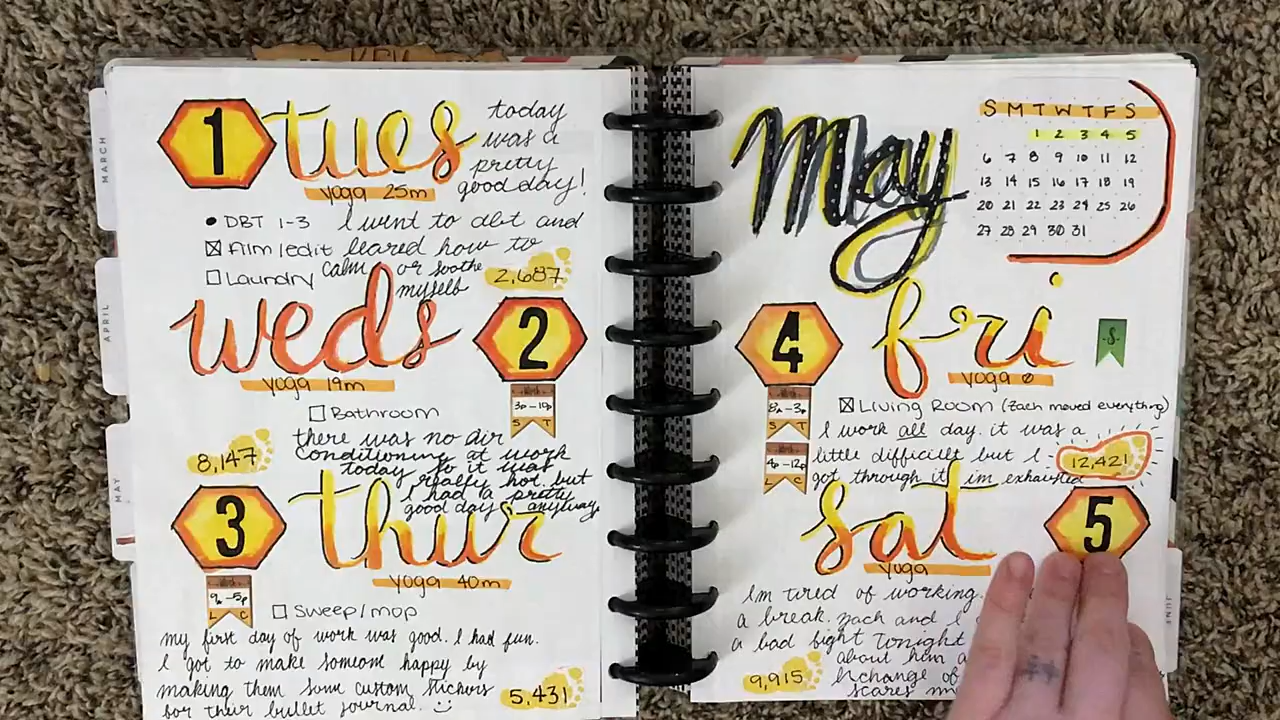 KEY
MARCH
APRIL
MAY
1 tues
today
was a
pretty
good day!
yoga 25m
DBT 1-3
Film/edit
Laundry
I went to dbt and
leared how to
calm or soothe
myself
2,687
weds 2
yoga 19m
3p-10p
S T
Bathroom
there was no air
conditioning at work
today so it was
really hot. but
I had a pretty
good day anyways
8,147
3 thur
yoga 40m
9a-5p
L C
Sweep/mop
my first day of work was good. I had fun.
I got to make someom happy by
making them som custom stickers
for thur bullet journal. :)
5,431
May
S M T W T F S
1 2 3 4 5
6 7 8 9 10 11 12
13 14 15 16 17 18 19
20 21 22 23 24 25 26
27 28 29 30 31
4 fri
-S-
yoga ø
8a-3p
S T
4p-12p
L C
Living Room (Zach moved everything)
I work all day. it was a
little difficult but I
got through it. im exhausted
12,421
sat 5
yoga
Im tired of working.
a break. Zach and I
a bad fight tonight
about him a
change of
scares m
9,915
JUNE